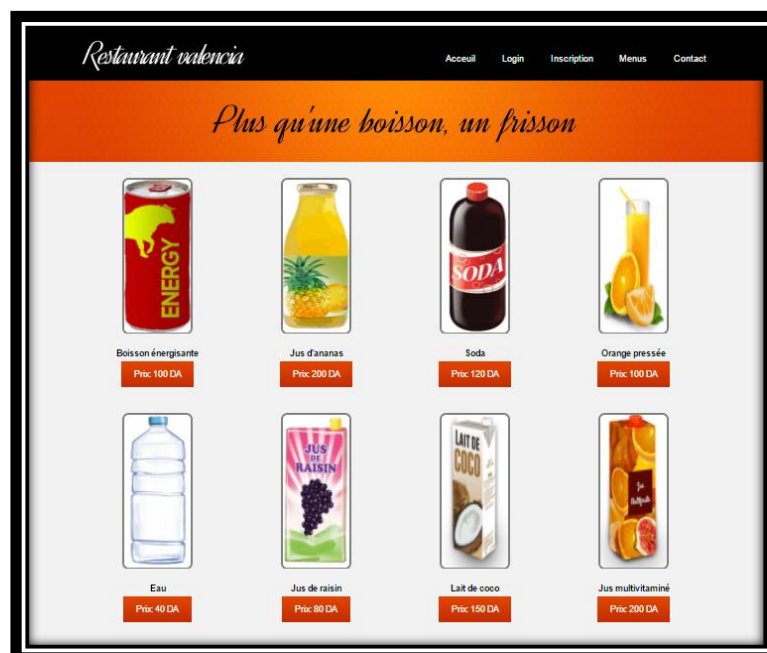 Restaurant valencia
Acceuil Login Inscription Menus Contact
Plus qu'une boisson, un frisson
ENERGY
SODA
Boisson énergisante Jus d'ananas Soda Orange pressée
Prix: 100 DA Prix: 200 DA Prix: 120 DA Prix: 100 DA
JUS
DE
RAISIN
LAIT DE
COCO
Jus
Eau Jus de raisin Lait de coco Jus multivitaminé
Prix: 40 DA Prix: 80 DA Prix: 150 DA Prix: 200 DA